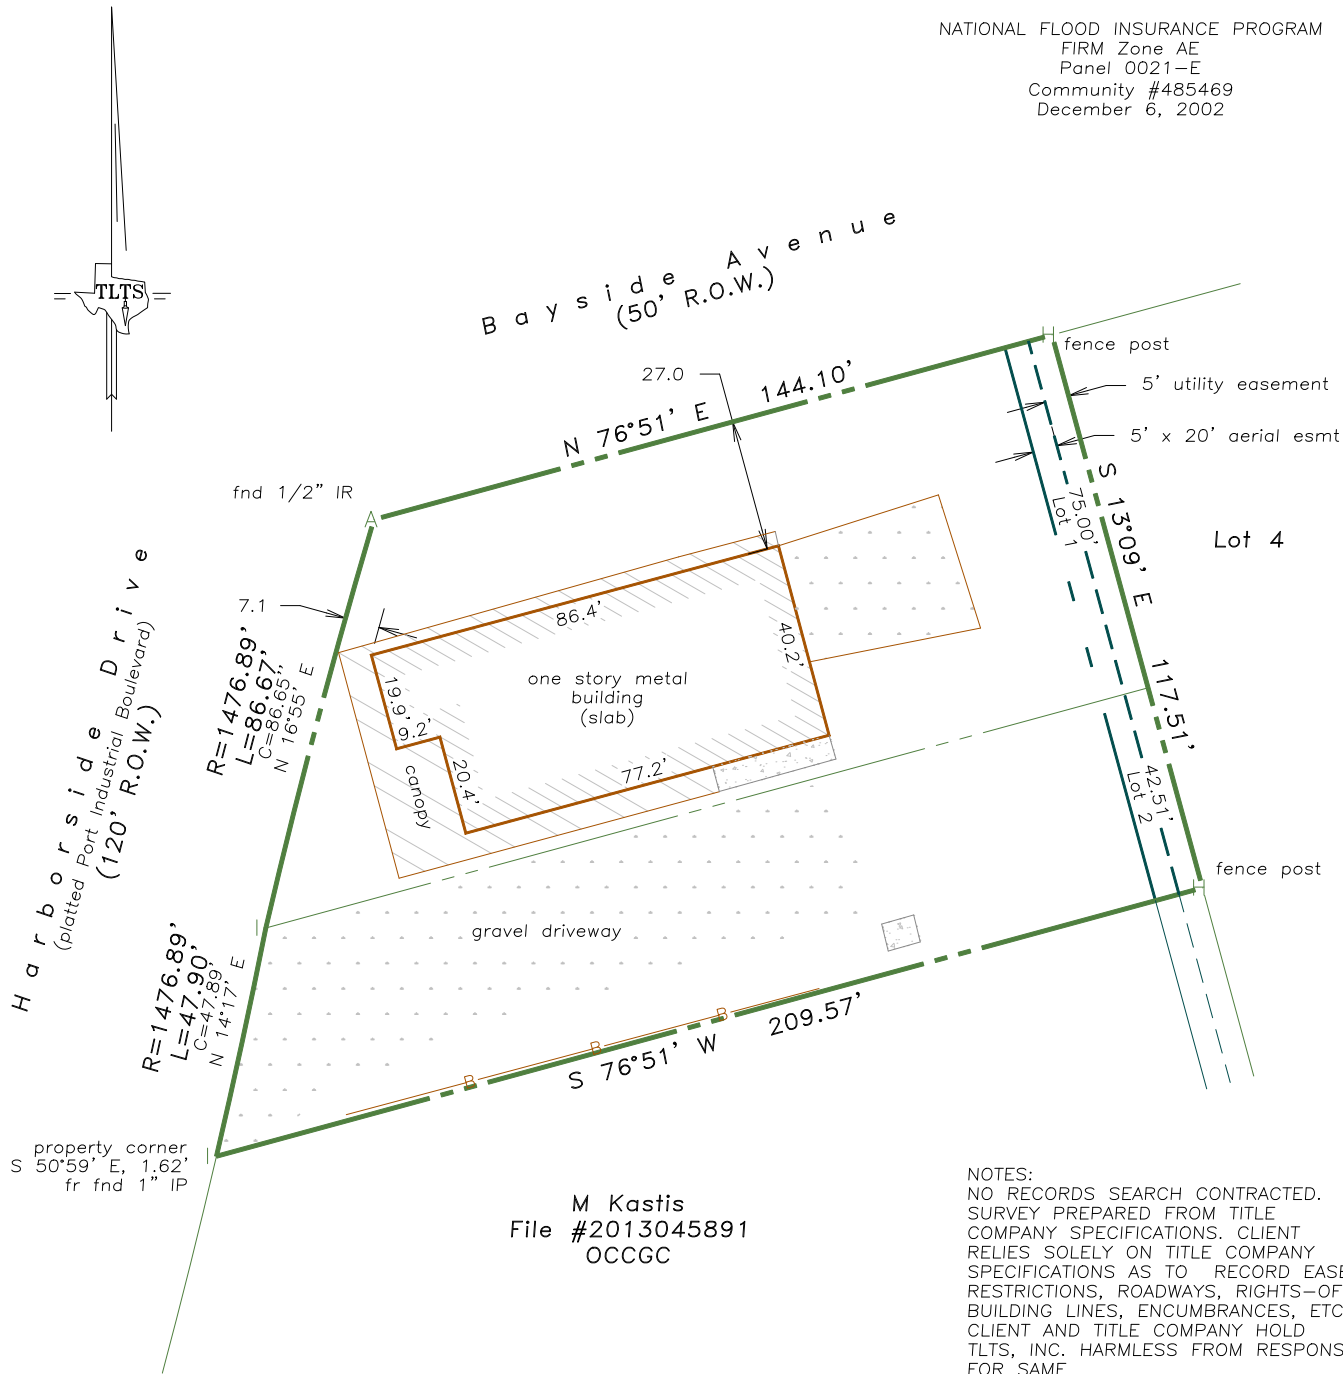 NATIONAL FLOOD INSURANCE PROGRAM
FIRM Zone AE
Panel 0021-E
Community #485469
December 6, 2002
TLTS
Bayside Avenue
(50' R.O.W.)
27.0
N 76°51' E 144.10'
H
fence post
5' utility easement
5' x 20' aerial esmt
fnd 1/2" IR
A
S 13°09' E 117.51'
75.00'
Lot 1
Lot 4
7.1
86.4'
40.2'
19.9'
9.2'
20.4'
77.2'
one story metal
building
(slab)
canopy
Harborside Drive
(platted Port Industrial Boulevard)
(120' R.O.W.)
R=1476.89'
L=86.67'
C=86.65'
N 16°55' E
42.51'
Lot 2
fence post
H
I
gravel driveway
R=1476.89'
L=47.90'
C=47.89'
N 14°17' E
B
B
B
S 76°51' W 209.57'
I
property corner
S 50°59' E, 1.62'
fr fnd 1" IP
M Kastis
File #2013045891
OCCGC
NOTES:
NO RECORDS SEARCH CONTRACTED.
SURVEY PREPARED FROM TITLE
COMPANY SPECIFICATIONS. CLIENT
RELIES SOLELY ON TITLE COMPANY
SPECIFICATIONS AS TO RECORD EASE
RESTRICTIONS, ROADWAYS, RIGHTS-OF
BUILDING LINES, ENCUMBRANCES, ETC
CLIENT AND TITLE COMPANY HOLD
TLTS, INC. HARMLESS FROM RESPONS
FOR SAME